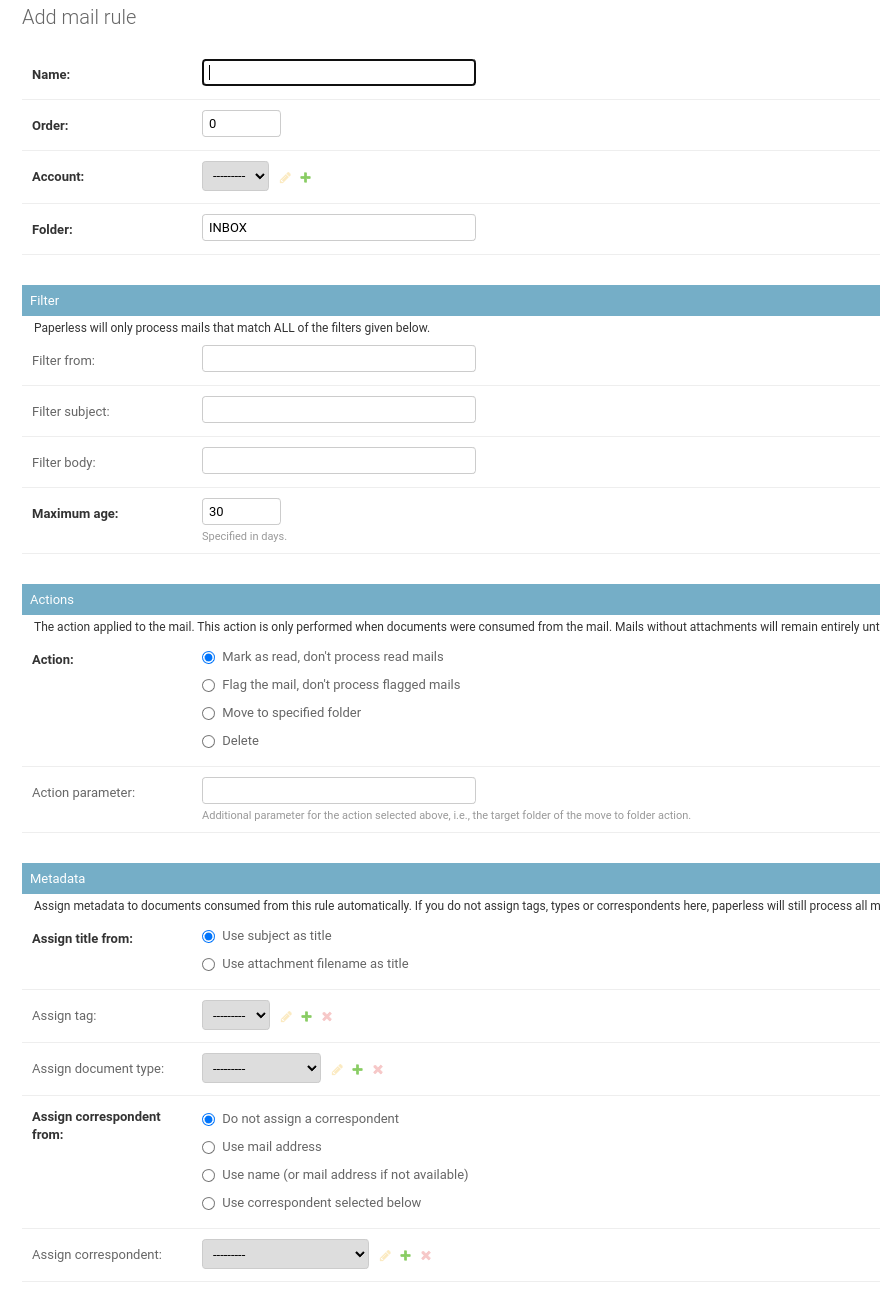 Add mail rule
Name:
Order: 0
Account: ---------
Folder: INBOX
Filter
Paperless will only process mails that match ALL of the filters given below.
Filter from:
Filter subject:
Filter body:
Maximum age: 30
Specified in days.
Actions
The action applied to the mail. This action is only performed when documents were consumed from the mail. Mails without attachments will remain entirely unt
Action: Mark as read, don't process read mails
Flag the mail, don't process flagged mails
Move to specified folder
Delete
Action parameter:
Additional parameter for the action selected above, i.e., the target folder of the move to folder action.
Metadata
Assign metadata to documents consumed from this rule automatically. If you do not assign tags, types or correspondents here, paperless will still process all m
Assign title from: Use subject as title
Use attachment filename as title
Assign tag: ---------
Assign document type: ---------
Assign correspondent
from:
Do not assign a correspondent
Use mail address
Use name (or mail address if not available)
Use correspondent selected below
Assign correspondent: ---------